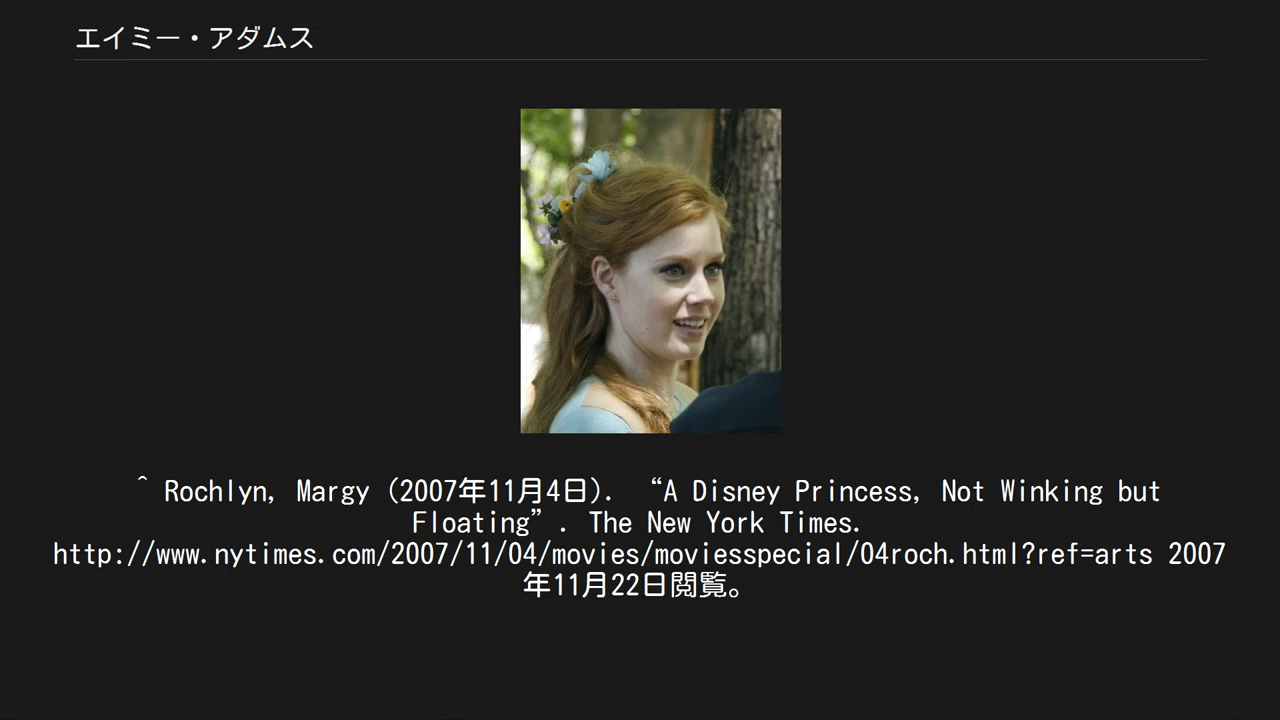 エイミー・アダムス
^ Rochlyn, Margy (2007年11月4日). “A Disney Princess, Not Winking but
Floating”. The New York Times.
http://www.nytimes.com/2007/11/04/movies/moviesspecial/04roch.html?ref=arts 2007
年11月22日閲覧。